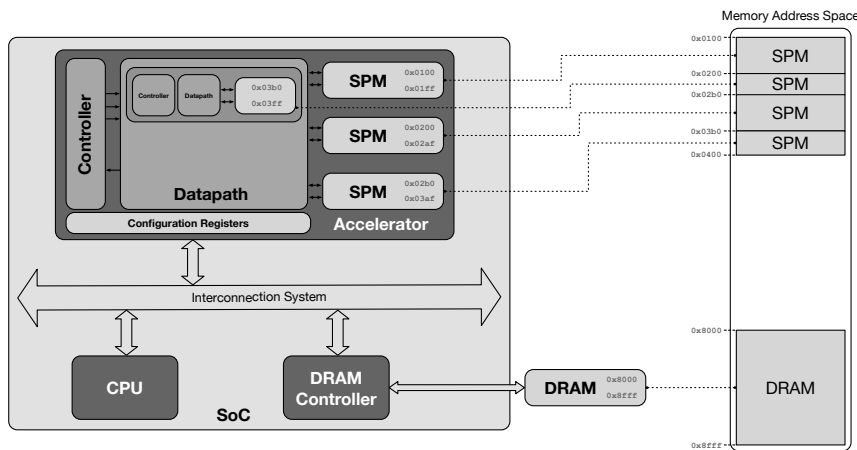 Memory Address Space
Controller
Datapath
Controller
Datapath
0x03b0
0x03ff
SPM
0x0100
0x01ff
SPM
0x0200
0x02af
SPM
0x02b0
0x03af
Configuration Registers
Accelerator
Interconnection System
CPU
DRAM
Controller
SoC
DRAM
0x8000
0x8fff
0x0100
SPM
0x0200
SPM
0x02b0
SPM
0x03b0
SPM
0x0400
0x8000
DRAM
0x8fff